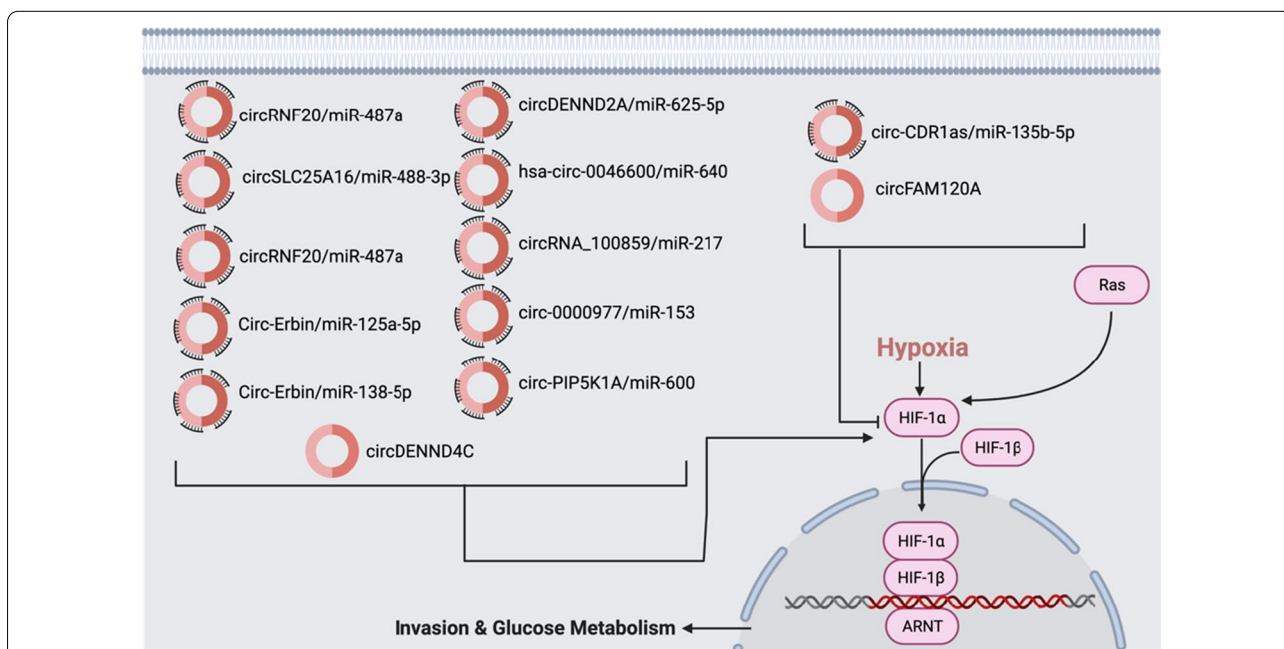 circRNF20/miR-487a
circSLC25A16/miR-488-3p
circRNF20/miR-487a
Circ-Erbin/miR-125a-5p
Circ-Erbin/miR-138-5p
circDENND4C
circDENND2A/miR-625-5p
hsa-circ-0046600/miR-640
circRNA_100859/miR-217
circ-0000977/miR-153
circ-PIP5K1A/miR-600
circ-CDR1as/miR-135b-5p
circFAM120A
Ras
Hypoxia
HIF-1α
HIF-1β
HIF-1α
HIF-1β
ARNT
Invasion & Glucose Metabolism